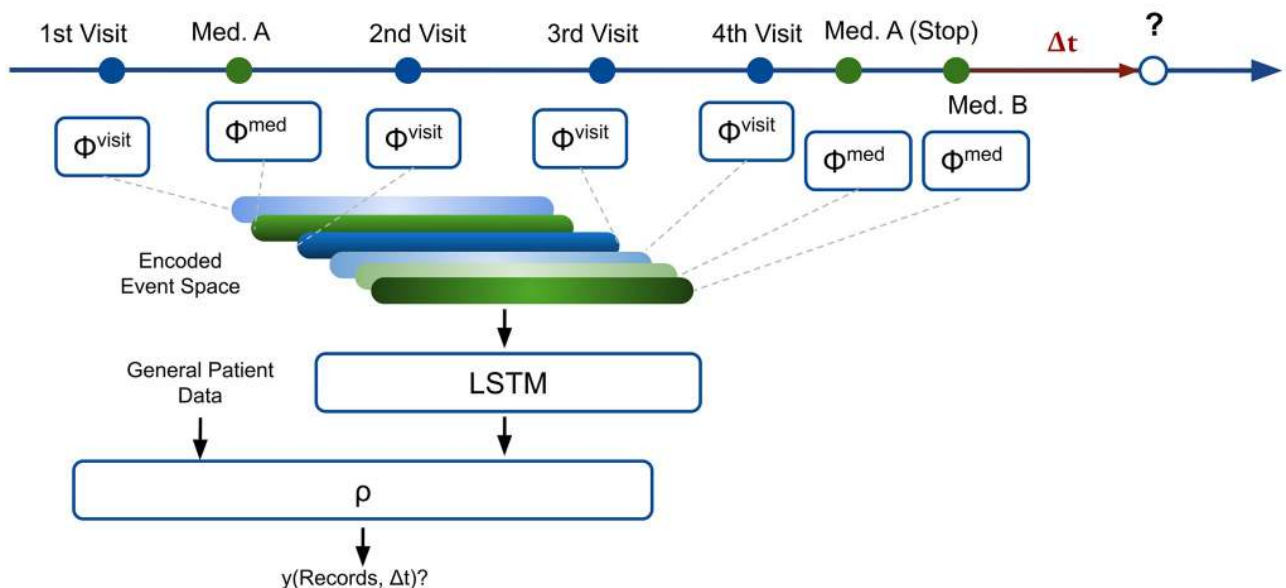 1st Visit
Med. A
2nd Visit
3rd Visit
4th Visit
Med. A (Stop)
Δt
?
Med. B
Φvisit
Φmed
Φvisit
Φvisit
Φvisit
Φmed
Φmed
Encoded
Event Space
General Patient
Data
LSTM
ρ
y(Records, Δt)?